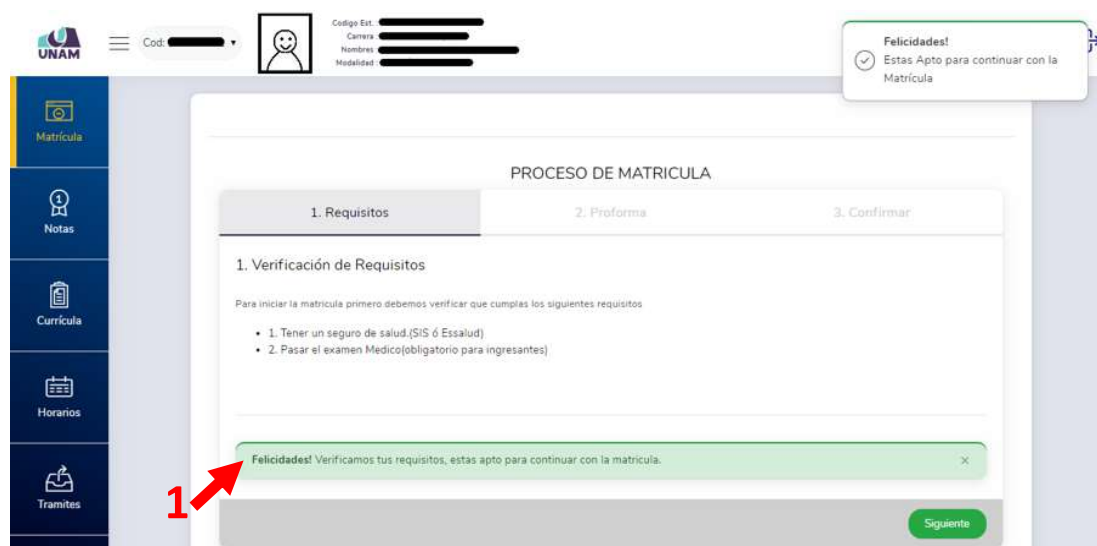 UNAM
Cod:
Codigo Est. :
Carrera :
Nombres :
Modalidad :
Felicidades!
Estas Apto para continuar con la
Matrícula
Matrícula
Notas
Currícula
Horarios
Tramites
PROCESO DE MATRICULA
1. Requisitos
2. Proforma
3. Confirmar
1. Verificación de Requisitos
Para iniciar la matricula primero debemos verificar que cumplas los siguientes requisitos
• 1. Tener un seguro de salud.(SIS ó Essalud)
• 2. Pasar el examen Medico(obligatorio para ingresantes)
Felicidades! Verificamos tus requisitos, estas apto para continuar con la matricula.
×
1
Siguiente